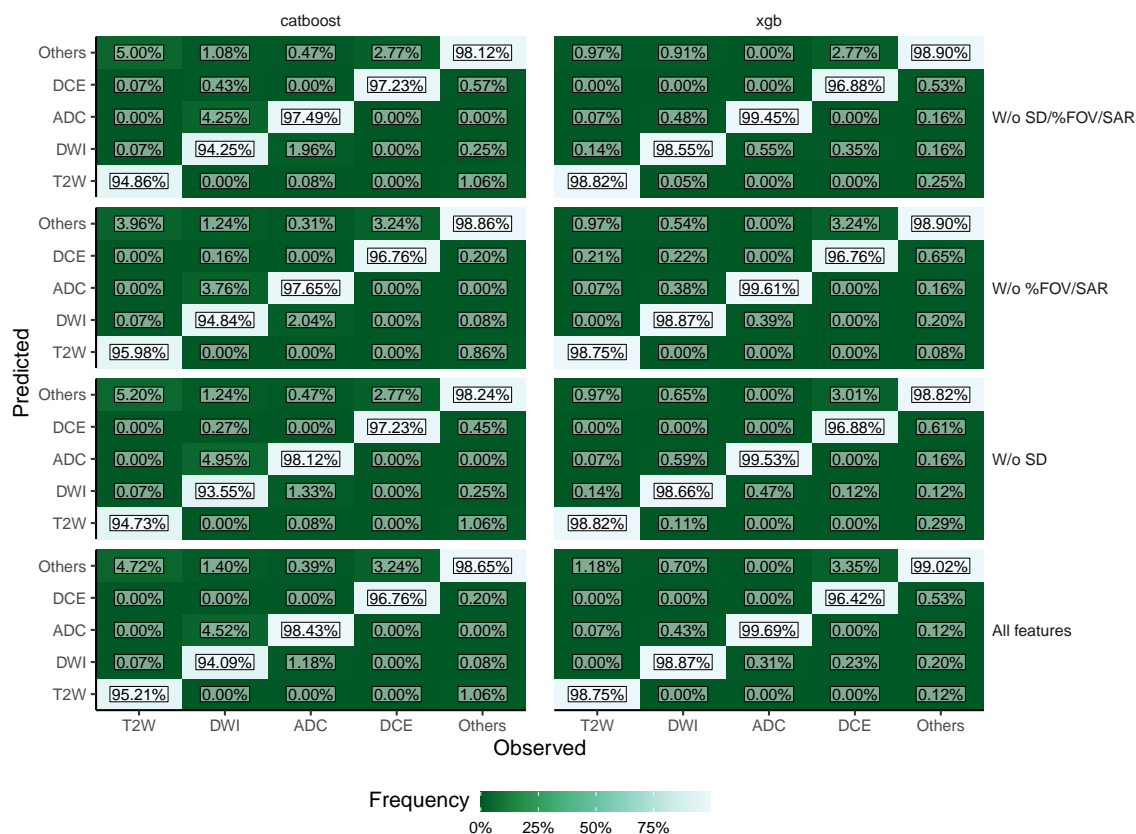 catboost xgb
Others 5.00% 1.08% 0.47% 2.77% 98.12% 0.97% 0.91% 0.00% 2.77% 98.90%
DCE 0.07% 0.43% 0.00% 97.23% 0.57% 0.00% 0.00% 0.00% 96.88% 0.53%
ADC 0.00% 4.25% 97.49% 0.00% 0.00% 0.07% 0.48% 99.45% 0.00% 0.16% W/o SD/%FOV/SAR
DWI 0.07% 94.25% 1.96% 0.00% 0.25% 0.14% 98.55% 0.55% 0.35% 0.16%
T2W 94.86% 0.00% 0.08% 0.00% 1.06% 98.82% 0.05% 0.00% 0.00% 0.25%
Others 3.96% 1.24% 0.31% 3.24% 98.86% 0.97% 0.54% 0.00% 3.24% 98.90%
DCE 0.00% 0.16% 0.00% 96.76% 0.20% 0.21% 0.22% 0.00% 96.76% 0.65%
ADC 0.00% 3.76% 97.65% 0.00% 0.00% 0.07% 0.38% 99.61% 0.00% 0.16% W/o %FOV/SAR
DWI 0.07% 94.84% 2.04% 0.00% 0.08% 0.00% 98.87% 0.39% 0.00% 0.20%
T2W 95.98% 0.00% 0.00% 0.00% 0.86% 98.75% 0.00% 0.00% 0.00% 0.08%
Predicted
Others 5.20% 1.24% 0.47% 2.77% 98.24% 0.97% 0.65% 0.00% 3.01% 98.82%
DCE 0.00% 0.27% 0.00% 97.23% 0.45% 0.00% 0.00% 0.00% 96.88% 0.61%
ADC 0.00% 4.95% 98.12% 0.00% 0.00% 0.07% 0.59% 99.53% 0.00% 0.16% W/o SD
DWI 0.07% 93.55% 1.33% 0.00% 0.25% 0.14% 98.66% 0.47% 0.12% 0.12%
T2W 94.73% 0.00% 0.08% 0.00% 1.06% 98.82% 0.11% 0.00% 0.00% 0.29%
Others 4.72% 1.40% 0.39% 3.24% 98.65% 1.18% 0.70% 0.00% 3.35% 99.02%
DCE 0.00% 0.00% 0.00% 96.76% 0.20% 0.00% 0.00% 0.00% 96.42% 0.53%
ADC 0.00% 4.52% 98.43% 0.00% 0.00% 0.07% 0.43% 99.69% 0.00% 0.12% All features
DWI 0.07% 94.09% 1.18% 0.00% 0.08% 0.00% 98.87% 0.31% 0.23% 0.20%
T2W 95.21% 0.00% 0.00% 0.00% 1.06% 98.75% 0.00% 0.00% 0.00% 0.12%
T2W DWI ADC DCE Others T2W DWI ADC DCE Others
Observed
Frequency
0% 25% 50% 75%